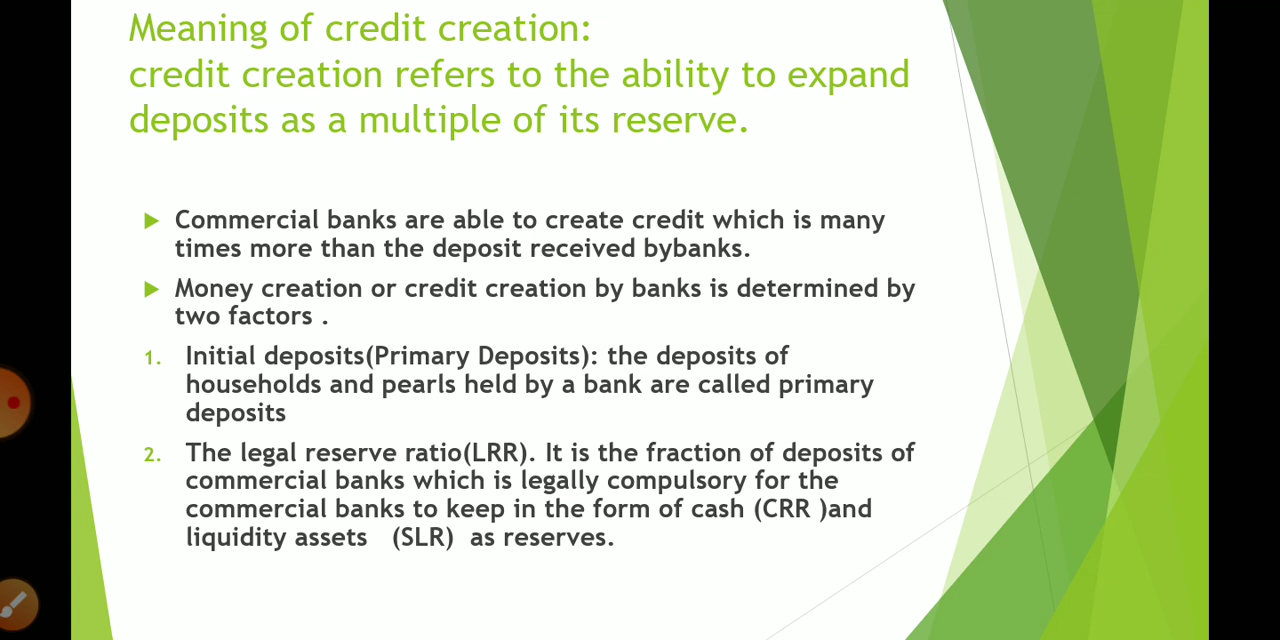 Meaning of credit creation:
credit creation refers to the ability to expand
deposits as a multiple of its reserve.
Commercial banks are able to create credit which is many
times more than the deposit received bybanks.
Money creation or credit creation by banks is determined by
two factors .
1. Initial deposits(Primary Deposits): the deposits of
households and pearls held by a bank are called primary
deposits
2. The legal reserve ratio(LRR). It is the fraction of deposits of
commercial banks which is legally compulsory for the
commercial banks to keep in the form of cash (CRR )and
liquidity assets (SLR) as reserves.